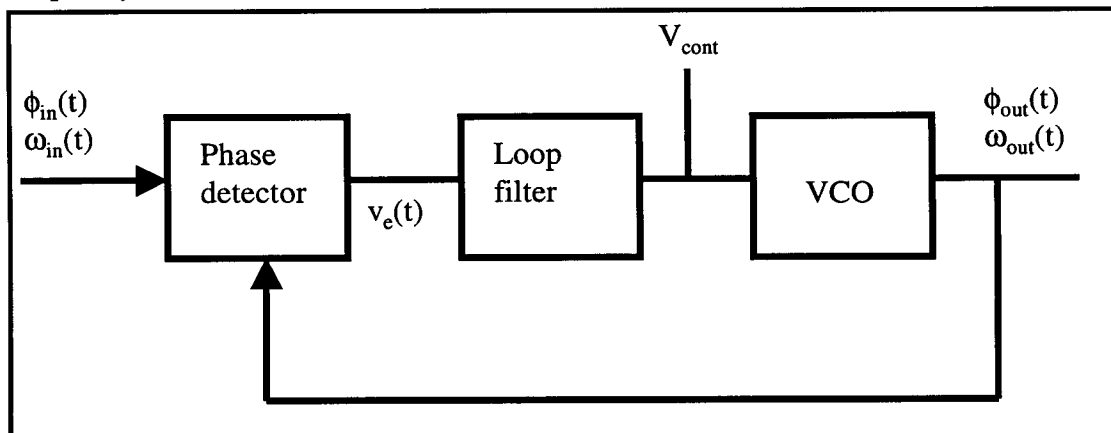 V_cont
ϕ_in(t)
ω_in(t)
Phase
detector
v_e(t)
Loop
filter
VCO
ϕ_out(t)
ω_out(t)